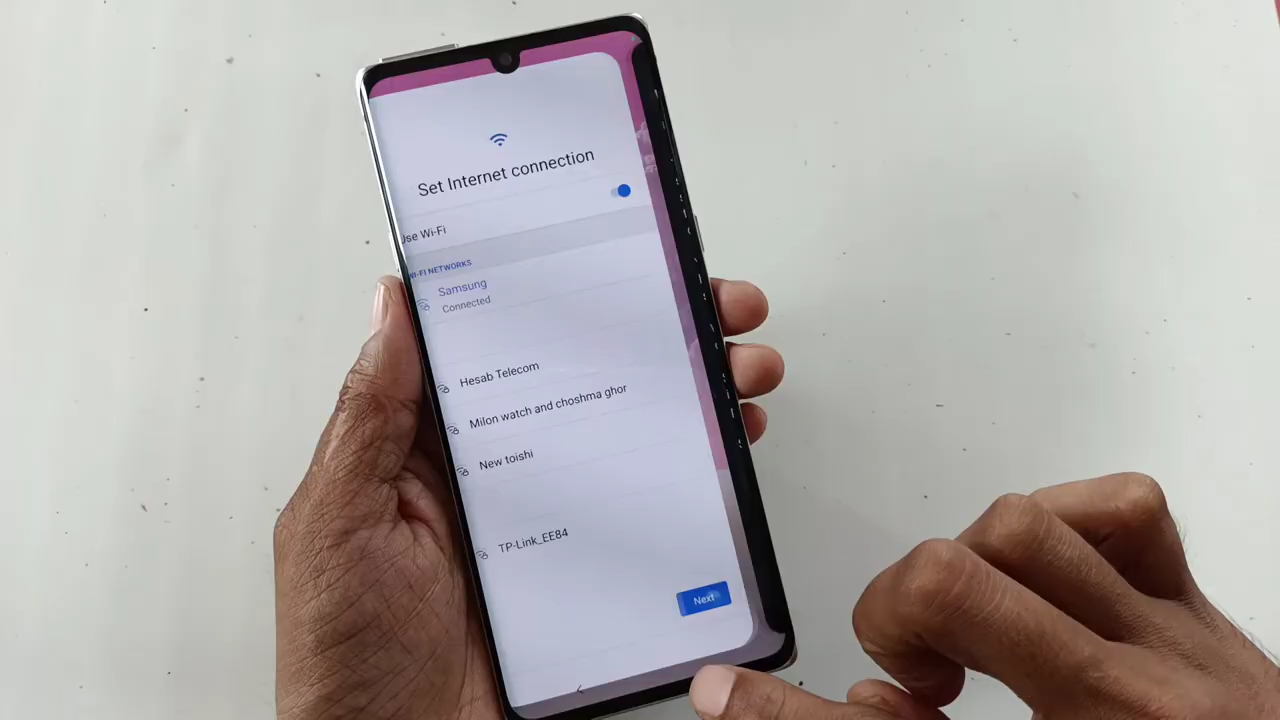 Set Internet connection
Use Wi-Fi
WI-FI NETWORKS
Samsung
Connected
Hesab Telecom
Milon watch and choshma ghor
New toishi
TP-Link_EE84
Next